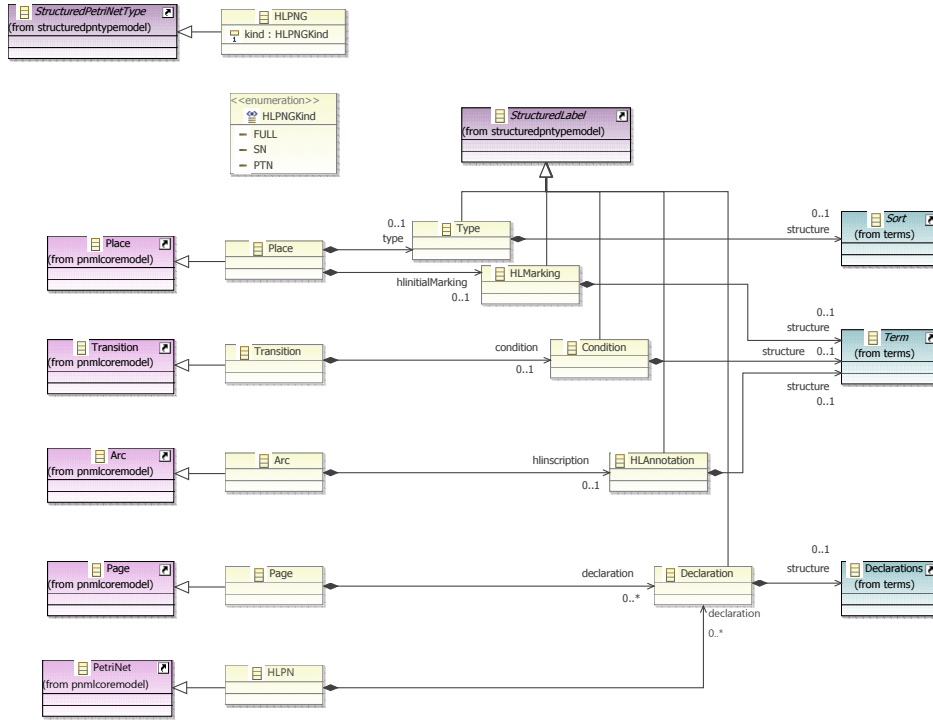 StructuredPetriNetType
(from structuredpntypemodel)
HLPNG
kind : HLPNGKind
<<enumeration>>
HLPNGKind
FULL
SN
PTN
StructuredLabel
(from structuredpntypemodel)
Place
(from pnmlcoremodel)
Place
0..1
type
Type
0..1
structure
Sort
(from terms)
hlinitialMarking
0..1
HLMarking
0..1
structure
Transition
(from pnmlcoremodel)
Transition
condition
0..1
Condition
structure 0..1
Term
(from terms)
structure
0..1
Arc
(from pnmlcoremodel)
Arc
hlinscription
0..1
HLAnnotation
Page
(from pnmlcoremodel)
Page
declaration
0..*
Declaration
0..1
structure
Declarations
(from terms)
declaration
0..*
PetriNet
(from pnmlcoremodel)
HLPN